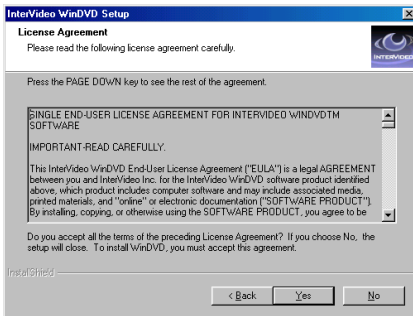 InterVideo WinDVD Setup
License Agreement
Please read the following license agreement carefully.
INTERVIDEO
Press the PAGE DOWN key to see the rest of the agreement.
SINGLE END-USER LICENSE AGREEMENT FOR INTERVIDEO WINDVDTM
SOFTWARE
IMPORTANT-READ CAREFULLY.
This InterVideo WinDVD End-User License Agreement ("EULA") is a legal AGREEMENT
between you and InterVideo Inc. for the InterVideo WinDVD software product identified
above, which product includes computer software and may include associated media,
printed materials, and "online" or electronic documentation ("SOFTWARE PRODUCT").
By installing, copying, or otherwise using the SOFTWARE PRODUCT, you agree to be
Do you accept all the terms of the preceding License Agreement? If you choose No, the
setup will close. To install WinDVD, you must accept this agreement.
InstallShield
< Back Yes No